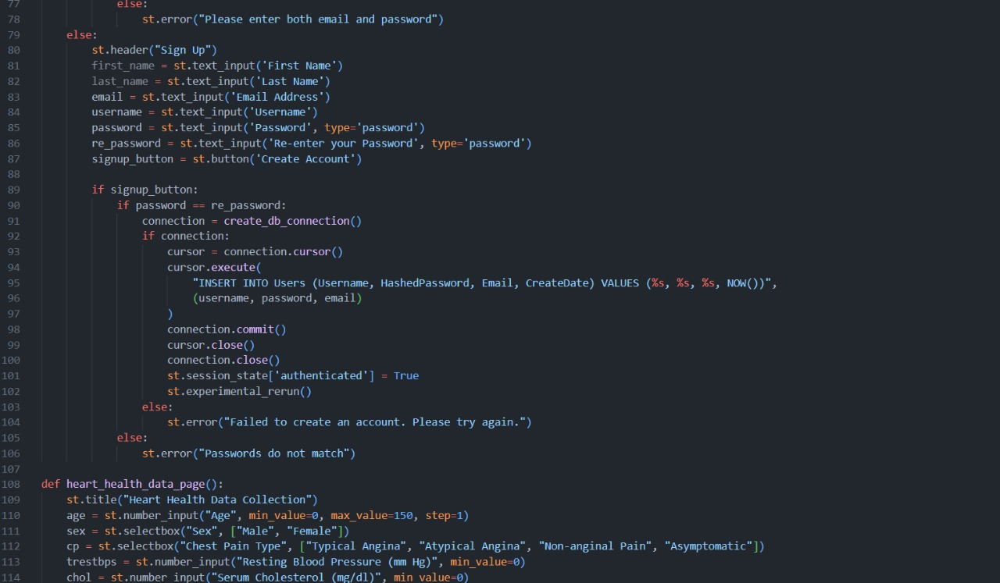 77 else:
78 st.error("Please enter both email and password")
79 else:
80 st.header("Sign Up")
81 first_name = st.text_input('First Name')
82 last_name = st.text_input('Last Name')
83 email = st.text_input('Email Address')
84 username = st.text_input('Username')
85 password = st.text_input('Password', type='password')
86 re_password = st.text_input('Re-enter your Password', type='password')
87 signup_button = st.button('Create Account')
88
89 if signup_button:
90 if password == re_password:
91 connection = create_db_connection()
92 if connection:
93 cursor = connection.cursor()
94 cursor.execute(
95 "INSERT INTO Users (Username, HashedPassword, Email, CreateDate) VALUES (%s, %s, %s, NOW())",
96 (username, password, email)
97 )
98 connection.commit()
99 cursor.close()
100 connection.close()
101 st.session_state['authenticated'] = True
102 st.experimental_rerun()
103 else:
104 st.error("Failed to create an account. Please try again.")
105 else:
106 st.error("Passwords do not match")
107
108 def heart_health_data_page():
109 st.title("Heart Health Data Collection")
110 age = st.number_input("Age", min_value=0, max_value=150, step=1)
111 sex = st.selectbox("Sex", ["Male", "Female"])
112 cp = st.selectbox("Chest Pain Type", ["Typical Angina", "Atypical Angina", "Non-anginal Pain", "Asymptomatic"])
113 trestbps = st.number_input("Resting Blood Pressure (mm Hg)", min_value=0)
114 chol = st.number_input("Serum Cholesterol (mg/dl)", min_value=0)